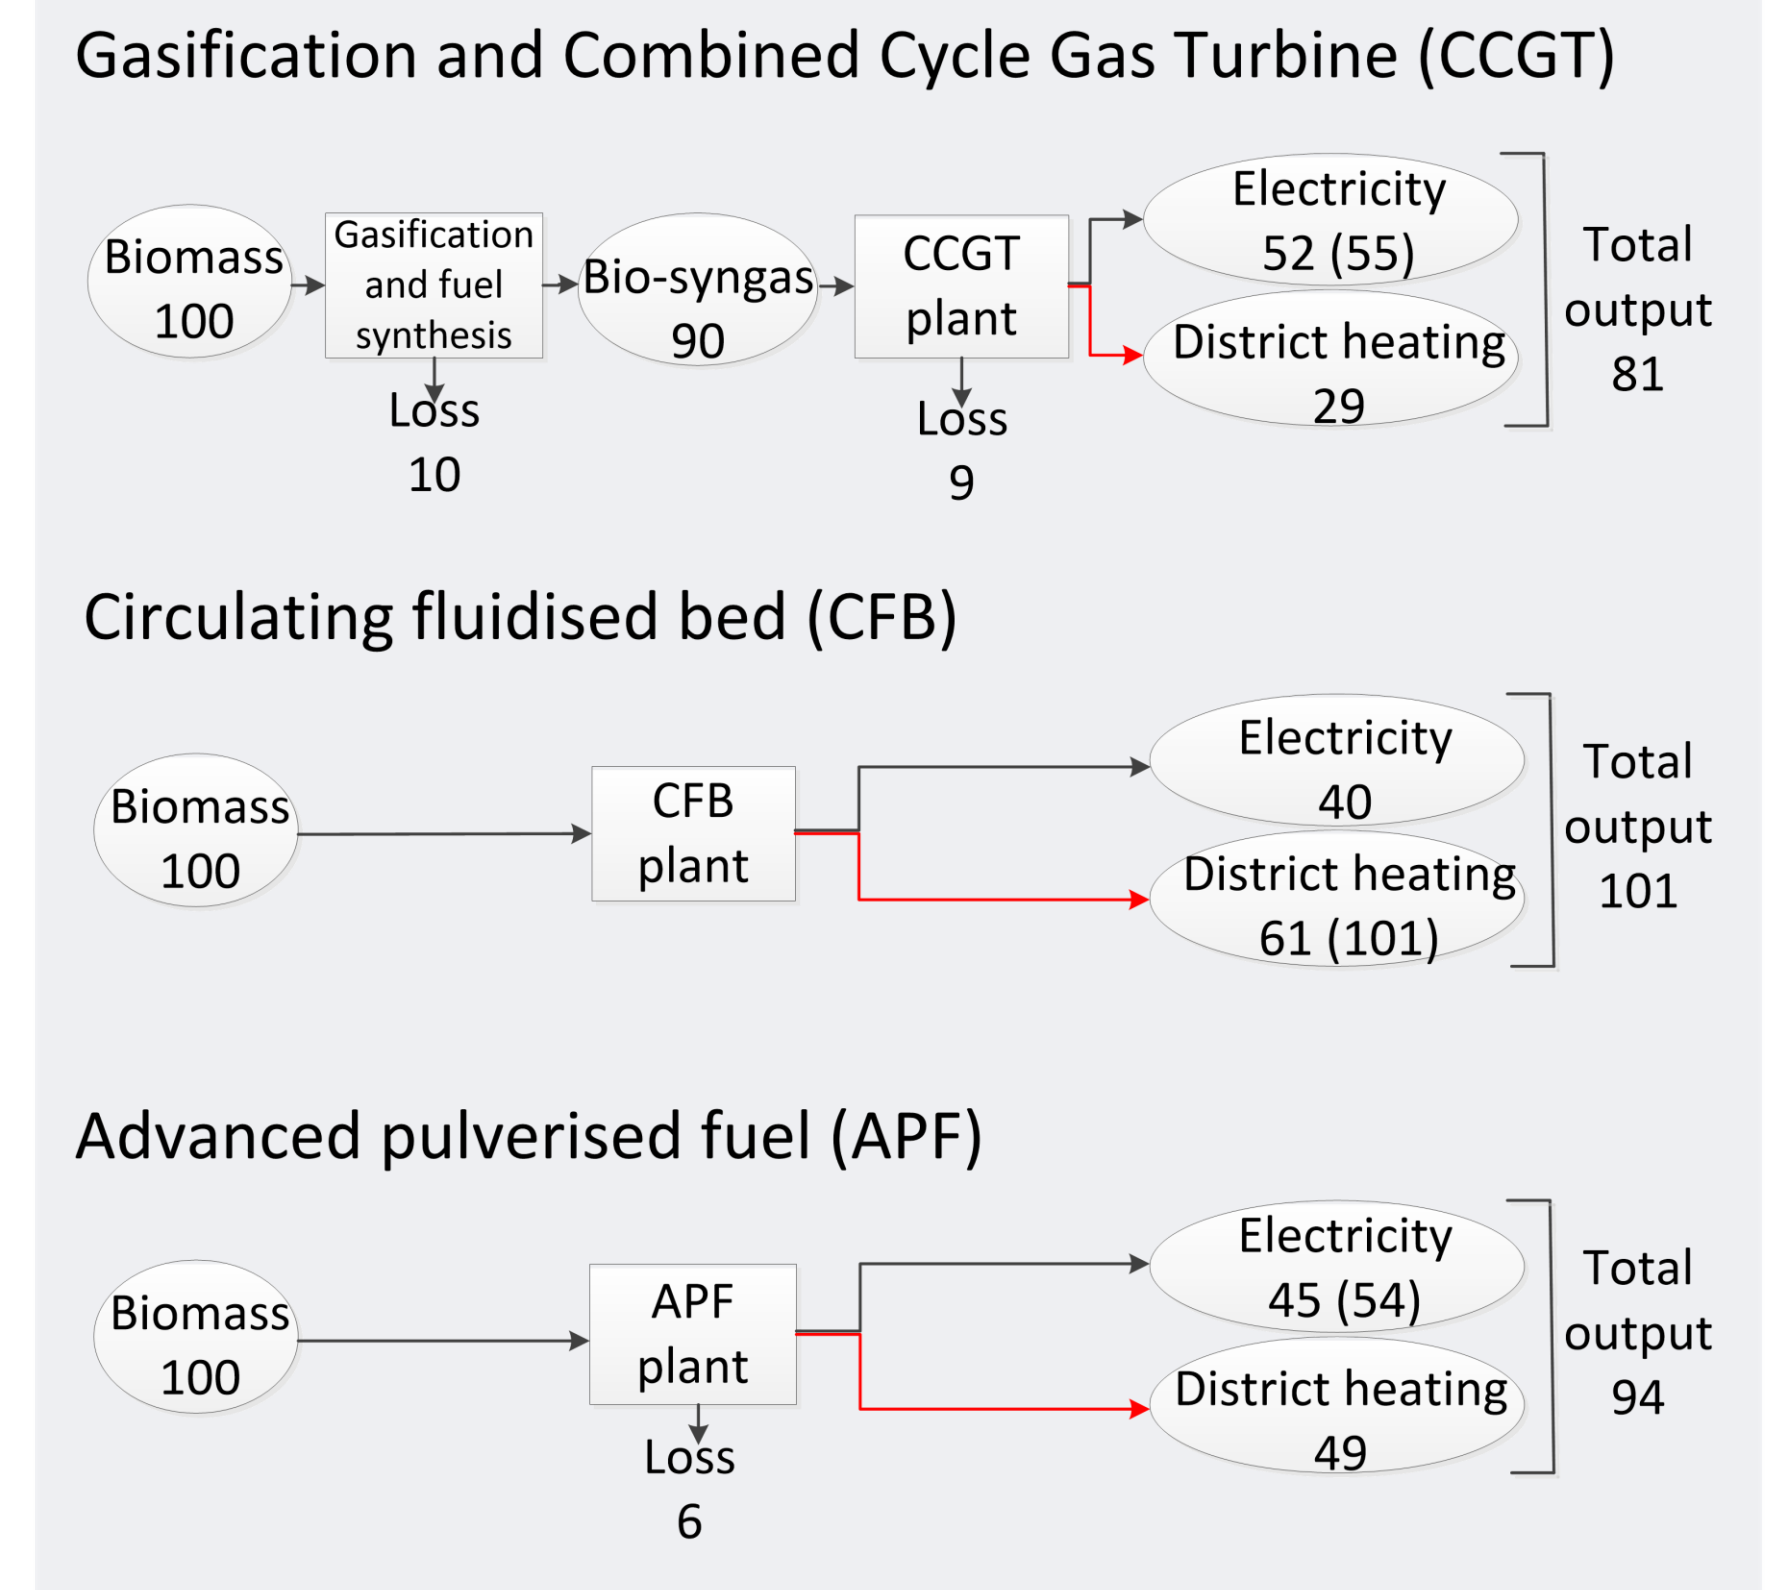 Gasification and Combined Cycle Gas Turbine (CCGT)
Biomass
100
Gasification
and fuel
synthesis
Loss
10
Bio-syngas
90
CCGT
plant
Loss
9
Electricity
52 (55)
District heating
29
Total
output
81
Circulating fluidised bed (CFB)
Biomass
100
CFB
plant
Electricity
40
District heating
61 (101)
Total
output
101
Advanced pulverised fuel (APF)
Biomass
100
APF
plant
Loss
6
Electricity
45 (54)
District heating
49
Total
output
94